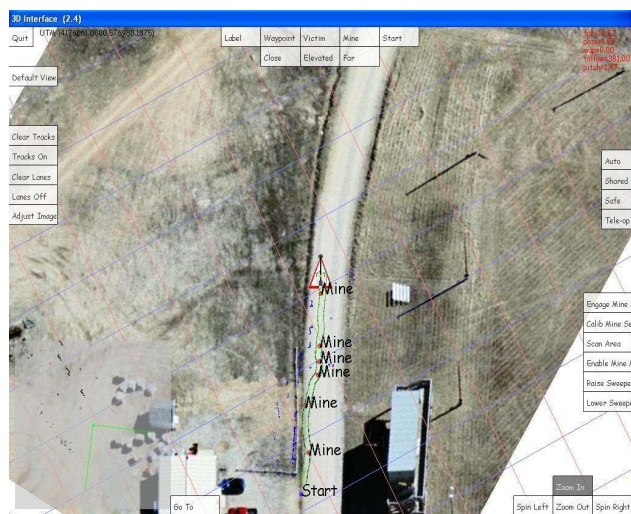 3D Interface (2.4)
Quit
Label Waypoint Victim Mine Start
Close Elevated Far
Default View
Clear Tracks
Tracks On
Clear Lanes
Lanes Off
Adjust Image
Auto
Shared
Safe
Tele-op
Mine
Mine
Mine
Mine
Mine
Mine
Start
Engage Mine
Calib Mine Se
Scan Area
Enable Mine
Raise Sweepe
Lower Sweepe
Go To
Zoom In
Spin Left Zoom Out Spin Right